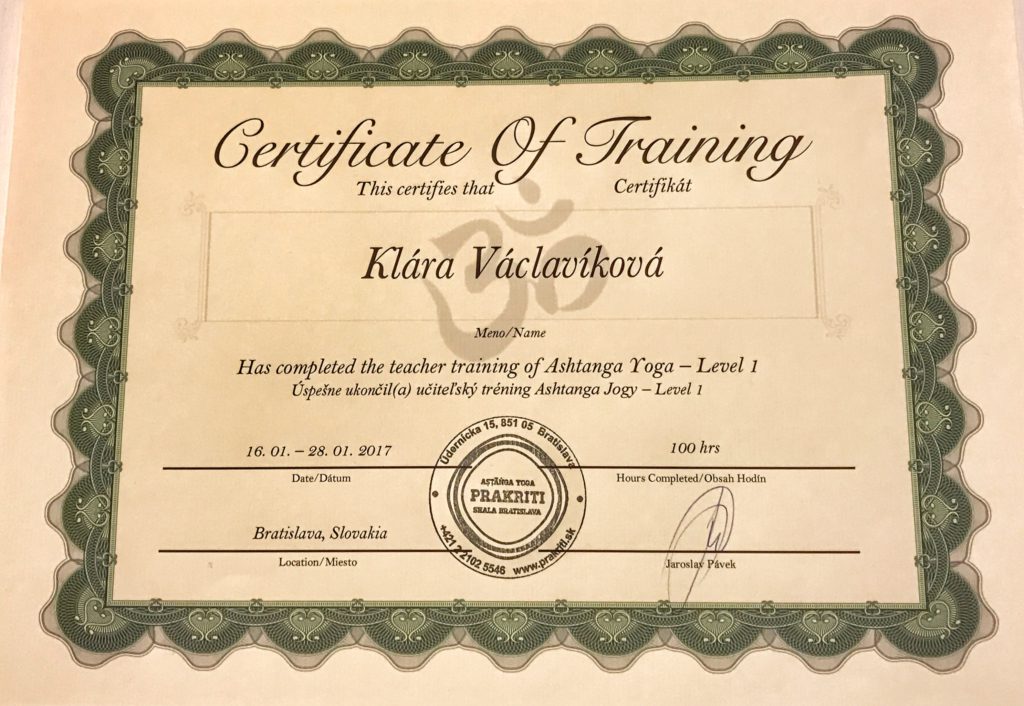 Certificate Of Training
This certifies that Certifikát
Klára Václavíková
Meno/Name
Has completed the teacher training of Ashtanga Yoga – Level 1
Úspešne ukončil(a) učiteľský tréning Ashtanga Jogy – Level 1
16. 01. – 28. 01. 2017
Date/Dátum
100 hrs
Hours Completed/Obsah Hodín
Údernícka 15, 851 05 Bratislava
ASTÁNGA YOGA
PRAKRITI
SKALA BRATISLAVA
+421 2 2102 5546 www.prakriti.sk
Bratislava, Slovakia
Location/Miesto
Jaroslav Pávek